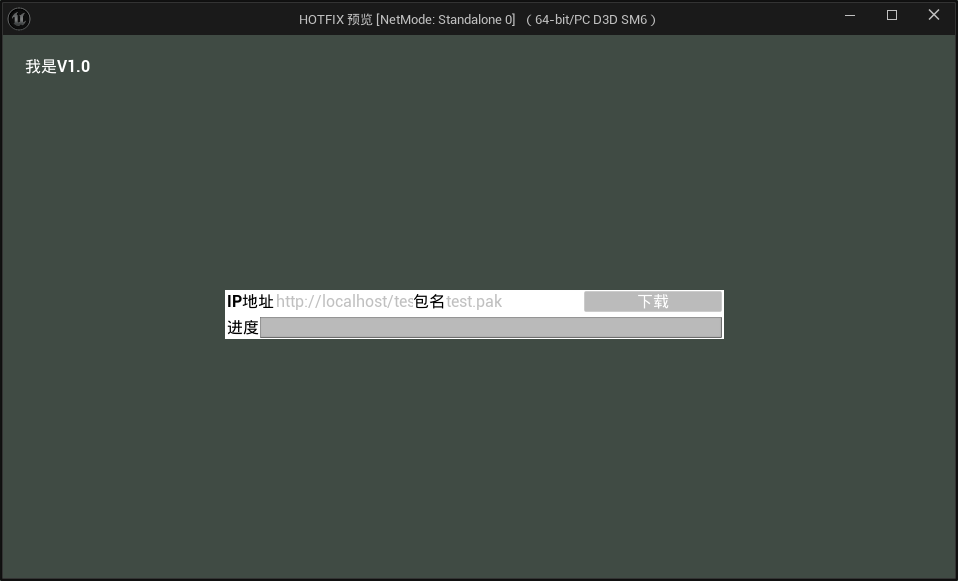 HOTFIX 预览 [NetMode: Standalone 0] （64-bit/PC D3D SM6）
我是V1.0
IP地址 http://localhost/tes 包名 test.pak 下载
进度